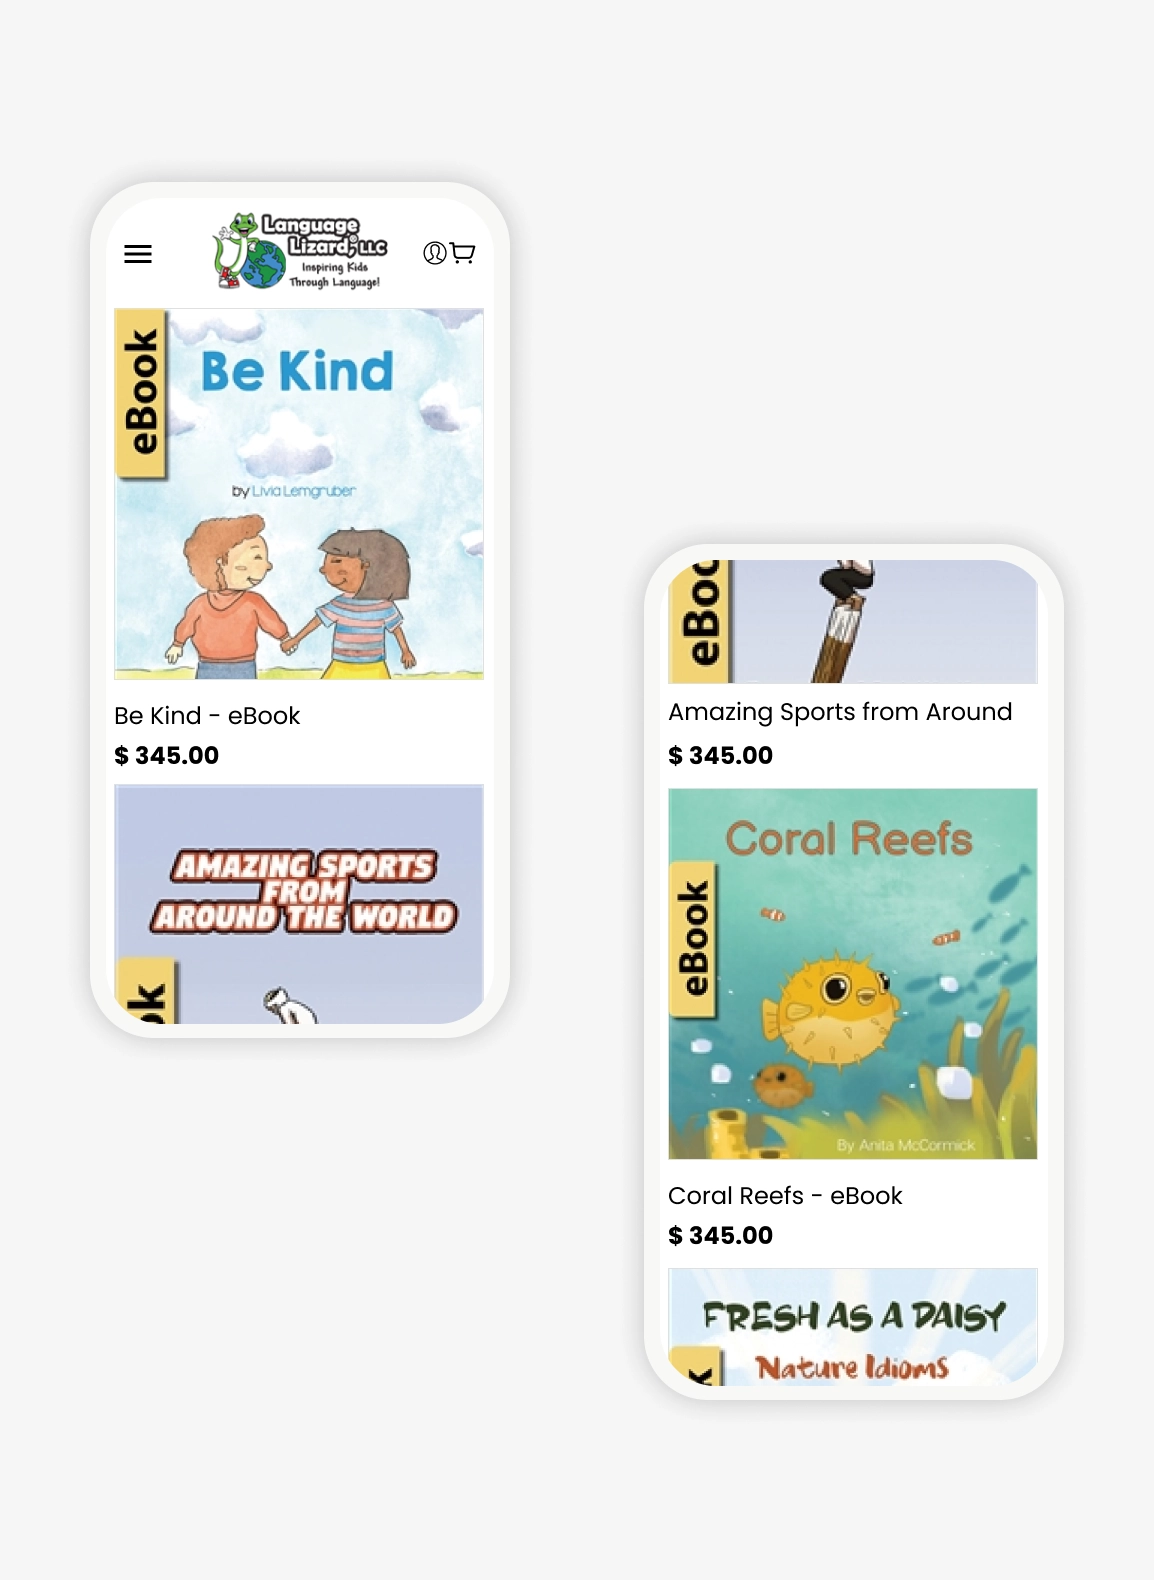 Language
Lizard, LLC
Inspiring Kids
Through Language!
eBook
Be Kind
by Livia Lemgruber
Be Kind - eBook
$ 345.00
AMAZING SPORTS
FROM
AROUND THE WORLD
ok
eBoo
Amazing Sports from Around
$ 345.00
Coral Reefs
eBook
By Anita McCormick
Coral Reefs - eBook
$ 345.00
FRESH AS A DAISY
Nature Idioms
k